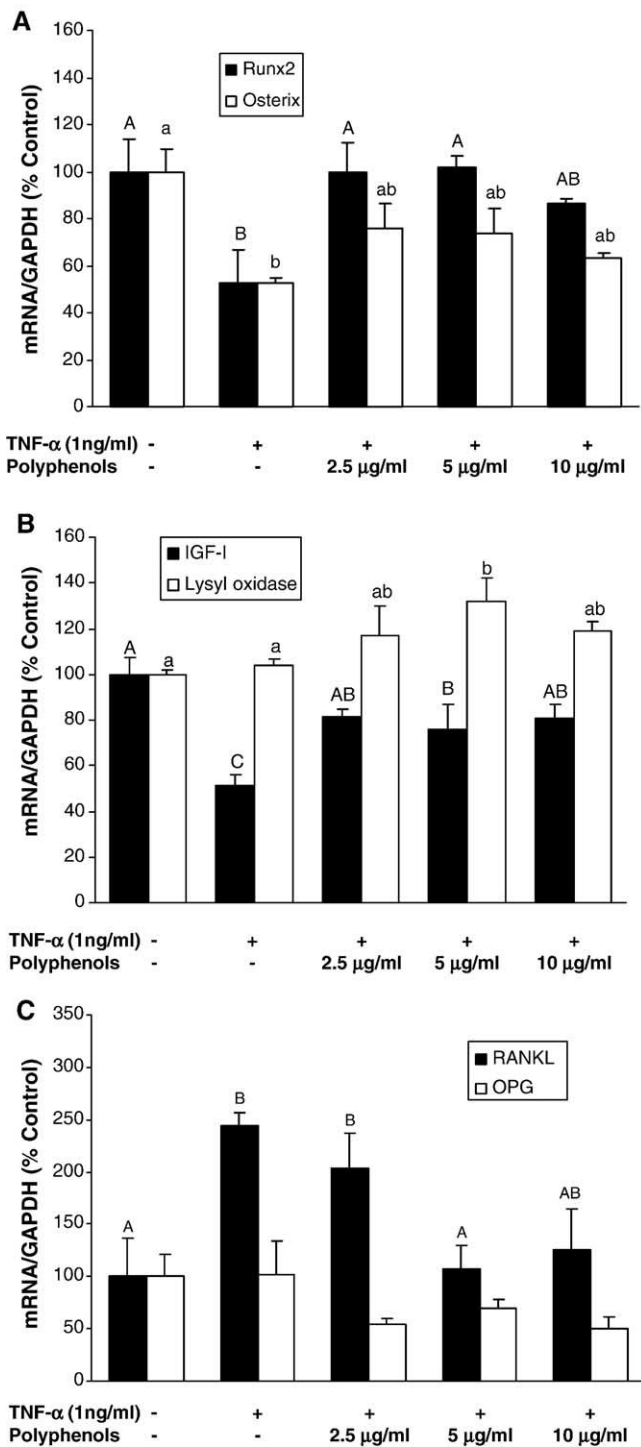 A
160
140
120
100
80
60
40
20
0
mRNA/GAPDH (% Control)
Runx2
Osterix
A a B b A ab A ab AB ab
TNF-α (1ng/ml) - + + + +
Polyphenols - - 2.5 μg/ml 5 μg/ml 10 μg/ml
B
160
140
120
100
80
60
40
20
0
mRNA/GAPDH (% Control)
IGF-I
Lysyl oxidase
A a C a AB ab B b AB ab
TNF-α (1ng/ml) - + + + +
Polyphenols - - 2.5 μg/ml 5 μg/ml 10 μg/ml
C
350
300
250
200
150
100
50
0
mRNA/GAPDH (% Control)
RANKL
OPG
A B B A AB
TNF-α (1ng/ml) - + + + +
Polyphenols - - 2.5 μg/ml 5 μg/ml 10 μg/ml